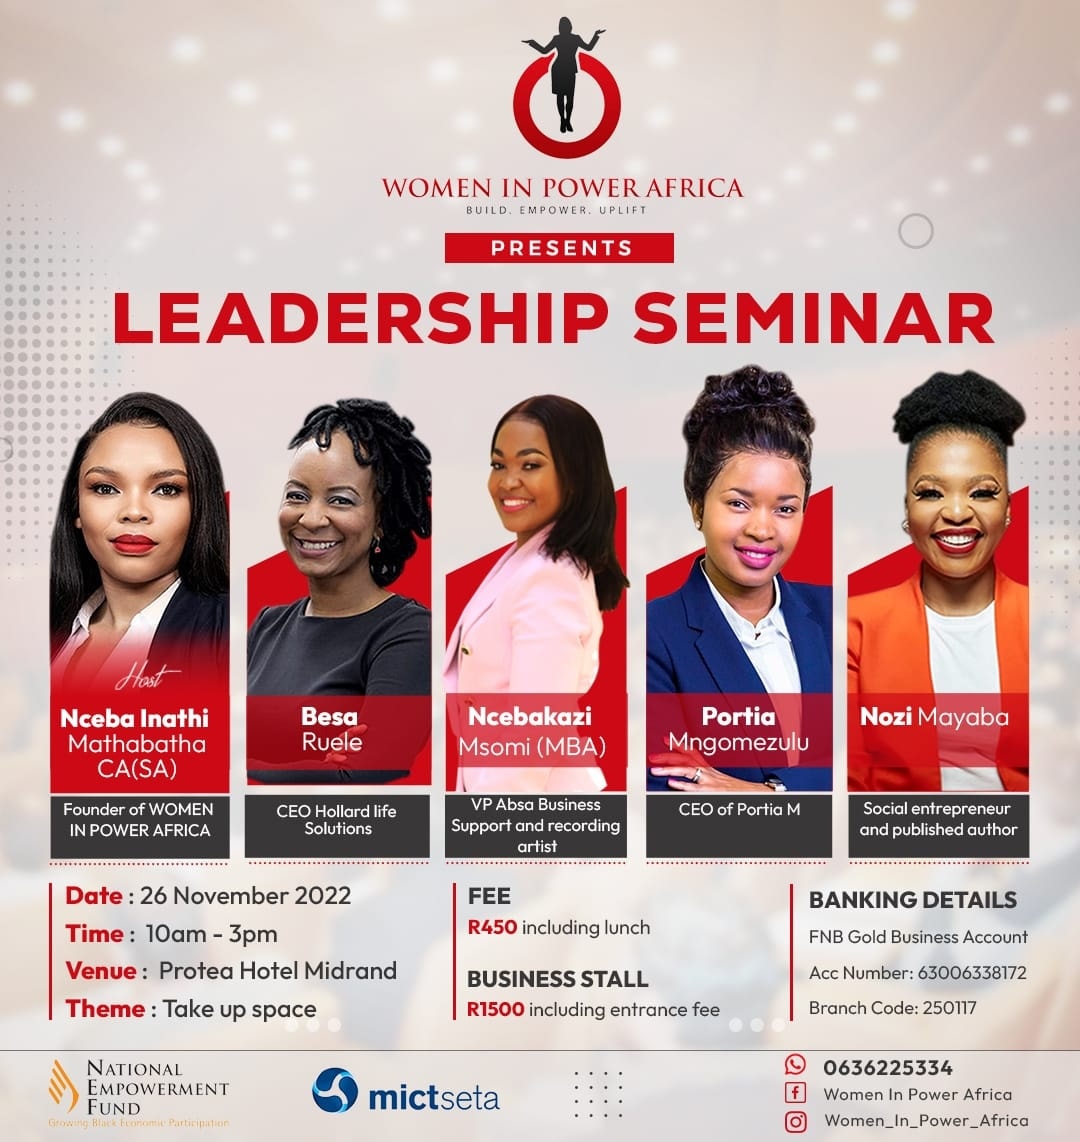 WOMEN IN POWER AFRICA
BUILD. EMPOWER. UPLIFT
PRESENTS
LEADERSHIP SEMINAR
Host
Nceba Inathi
Mathabatha
CA(SA)
Founder of WOMEN
IN POWER AFRICA
Besa
Ruele
CEO Hollard life
Solutions
Ncebakazi
Msomi (MBA)
VP Absa Business
Support and recording
artist
Portia
Mngomezulu
CEO of Portia M
Nozi Mayaba
Social entrepreneur
and published author
Date : 26 November 2022
Time : 10am - 3pm
Venue : Protea Hotel Midrand
Theme : Take up space
FEE
R450 including lunch
BUSINESS STALL
R1500 including entrance fee
BANKING DETAILS
FNB Gold Business Account
Acc Number: 63006338172
Branch Code: 250117
NATIONAL
EMPOWERMENT
FUND
Growing Black Economic Participation
mictseta
0636225334
Women In Power Africa
Women_In_Power_Africa